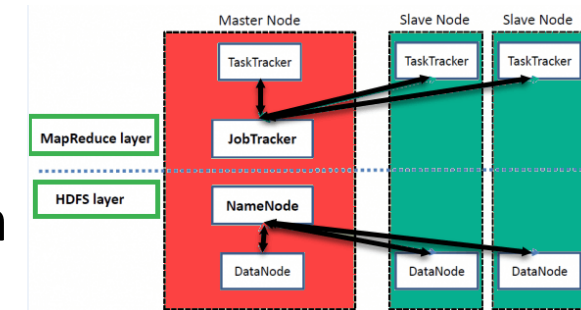 Master Node Slave Node Slave Node
TaskTracker TaskTracker TaskTracker
MapReduce layer JobTracker
HDFS layer NameNode
n
DataNode DataNode DataNode